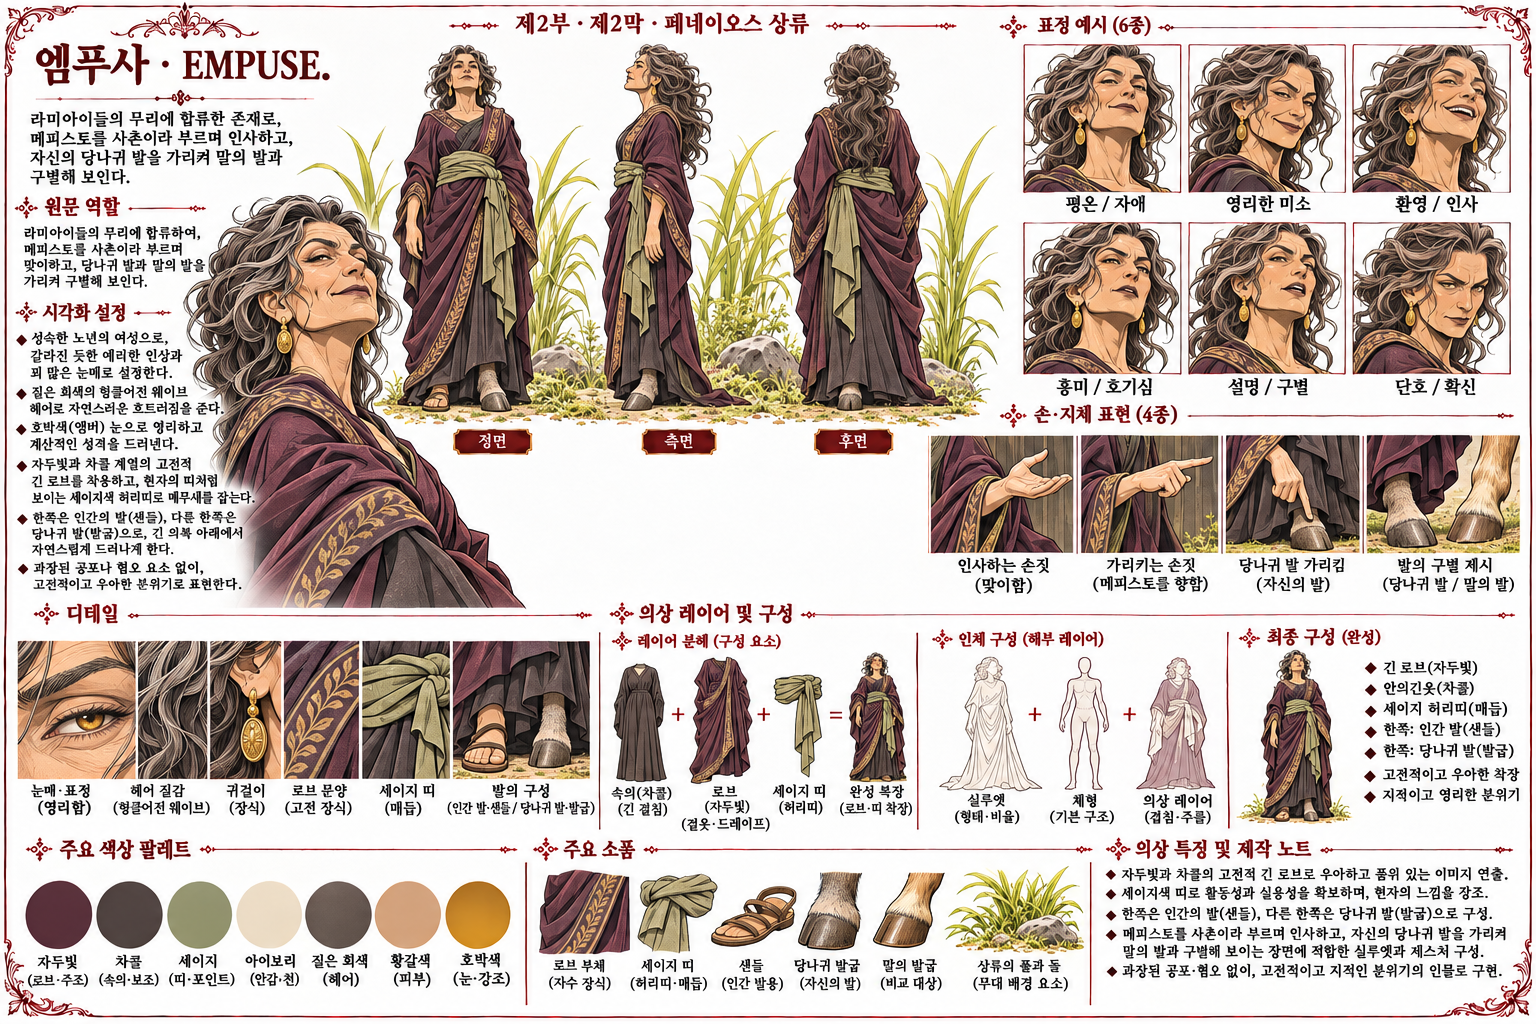 제2부 · 제2막 · 페네이오스 상류
엠푸사 · EMPUSE.
라미아이들의 무리에 합류한 존재로,
메피스토를 사촌이라 부르며 인사하고,
자신의 당나귀 발을 가리켜 말의 발과
구별해 보인다.
원문 역할
라미아이들의 무리에 합류하여,
메피스토를 사촌이라 부르며
맞이하고, 당나귀 발과 말의 발을
가리켜 구별해 보인다.
시각화 설정
◆ 성숙한 노년의 여성으로,
갈라진 듯한 예리한 인상과
꾀 많은 눈매로 설정한다.
◆ 짙은 회색의 헝클어진 웨이브
헤어로 자연스러운 흐트러짐을 준다.
◆ 호박색(앰버) 눈으로 영리하고
계산적인 성격을 드러낸다.
◆ 자두빛과 차콜 계열의 고전적
긴 로브를 착용하고, 현자의 띠처럼
보이는 세이지색 허리띠로 매무새를 잡는다.
◆ 한쪽은 인간의 발(샌들), 다른 한쪽은
당나귀 발(발굽)으로, 긴 의복 아래에서
자연스럽게 드러나게 한다.
◆ 과장된 공포나 혐오 요소 없이,
고전적이고 우아한 분위기로 표현한다.
정면
측면
후면
표정 예시 (6종)
평온 / 자애
영리한 미소
환영 / 인사
흥미 / 호기심
설명 / 구별
단호 / 확신
손·지체 표현 (4종)
인사하는 손짓
(맞이함)
가리키는 손짓
(메피스토를 향함)
당나귀 발 가리킴
(자신의 발)
발의 구별 제시
(당나귀 발 / 말의 발)
디테일
눈매·표정
(영리함)
헤어 질감
(헝클어진 웨이브)
귀걸이
(장식)
로브 문양
(고전 장식)
세이지 띠
(매듭)
발의 구성
(인간 발·샌들 / 당나귀 발·발굽)
의상 레이어 및 구성
레이어 분해 (구성 요소)
+
+
=
속의(차콜)
(긴 겹침)
로브
(자두빛)
(겉옷·드레이프)
세이지 띠
(허리띠)
완성 복장
(로브·띠 착장)
인체 구성 (해부 레이어)
+
+
실루엣
(형태·비율)
체형
(기본 구조)
의상 레이어
(겹침·주름)
최종 구성 (완성)
◆ 긴 로브(자두빛)
◆ 안의긴옷(차콜)
◆ 세이지 허리띠(매듭)
◆ 한쪽: 인간 발(샌들)
◆ 한쪽: 당나귀 발(발굽)
◆ 고전적이고 우아한 착장
◆ 지적이고 영리한 분위기
주요 색상 팔레트
자두빛
(로브·주조)
차콜
(속의·보조)
세이지
(띠·포인트)
아이보리
(안감·천)
짙은 회색
(헤어)
황갈색
(피부)
호박색
(눈·강조)
주요 소품
로브 부채
(자수 장식)
세이지 띠
(허리띠·매듭)
샌들
(인간 발용)
당나귀 발굽
(자신의 발)
말의 발굽
(비교 대상)
상류의 풀과 돌
(무대 배경 요소)
의상 특징 및 제작 노트
◆ 자두빛과 차콜의 고전적 긴 로브로 우아하고 품위 있는 이미지 연출.
◆ 세이지색 띠로 활동성과 실용성을 확보하며, 현자의 느낌을 강조.
◆ 한쪽은 인간의 발(샌들), 다른 한쪽은 당나귀 발(발굽)으로 구성.
◆ 메피스토를 사촌이라 부르며 인사하고, 자신의 당나귀 발을 가리켜
말의 발과 구별해 보이는 장면에 적합한 실루엣과 제스처 구성.
◆ 과장된 공포·혐오 없이, 고전적이고 지적인 분위기의 인물로 구현.